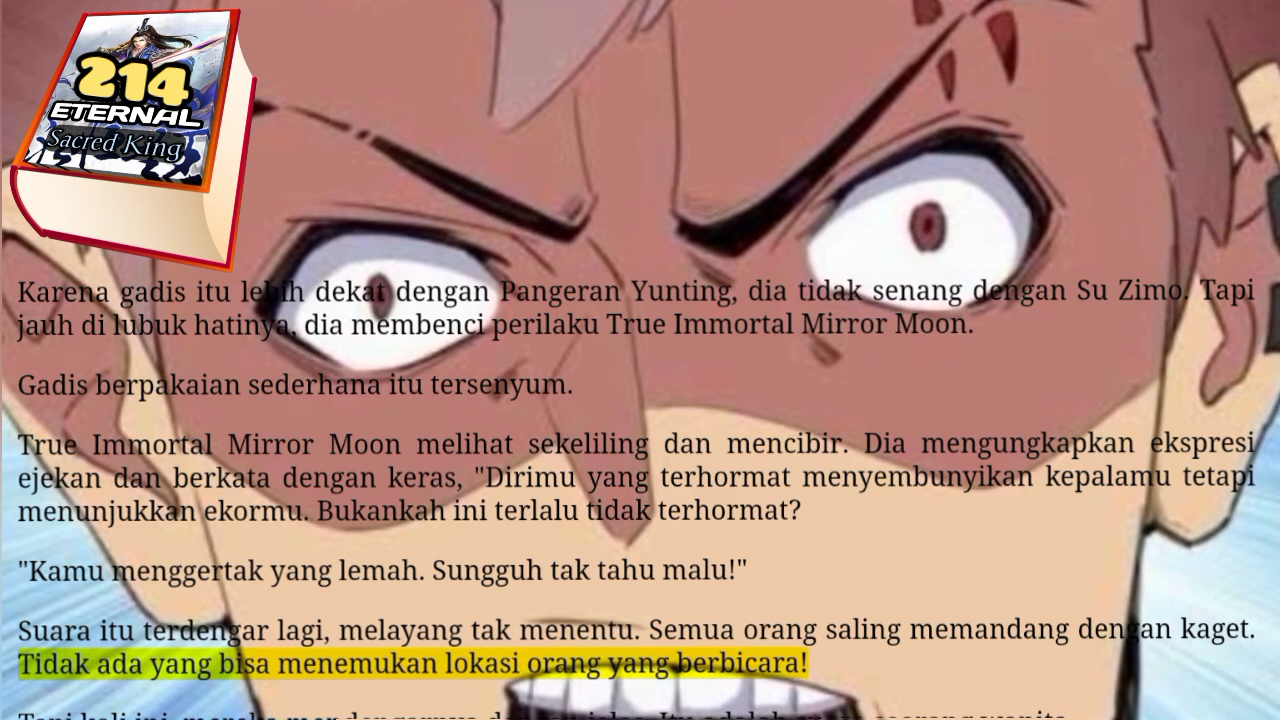 214
ETERNAL
Sacred King
Karena gadis itu lebih dekat dengan Pangeran Yunting, dia tidak senang dengan Su Zimo. Tapi
jauh di lubuk hatinya, dia membenci perilaku True Immortal Mirror Moon.
Gadis berpakaian sederhana itu tersenyum.
True Immortal Mirror Moon melihat sekeliling dan mencibir. Dia mengungkapkan ekspresi
ejekan dan berkata dengan keras, "Dirimu yang terhormat menyembunyikan kepalamu tetapi
menunjukkan ekormu. Bukankah ini terlalu tidak terhormat?
"Kamu menggertak yang lemah. Sungguh tak tahu malu!"
Suara itu terdengar lagi, melayang tak menentu. Semua orang saling memandang dengan kaget.
Tidak ada yang bisa menemukan lokasi orang yang berbicara!
Tapi kali ini, mereka